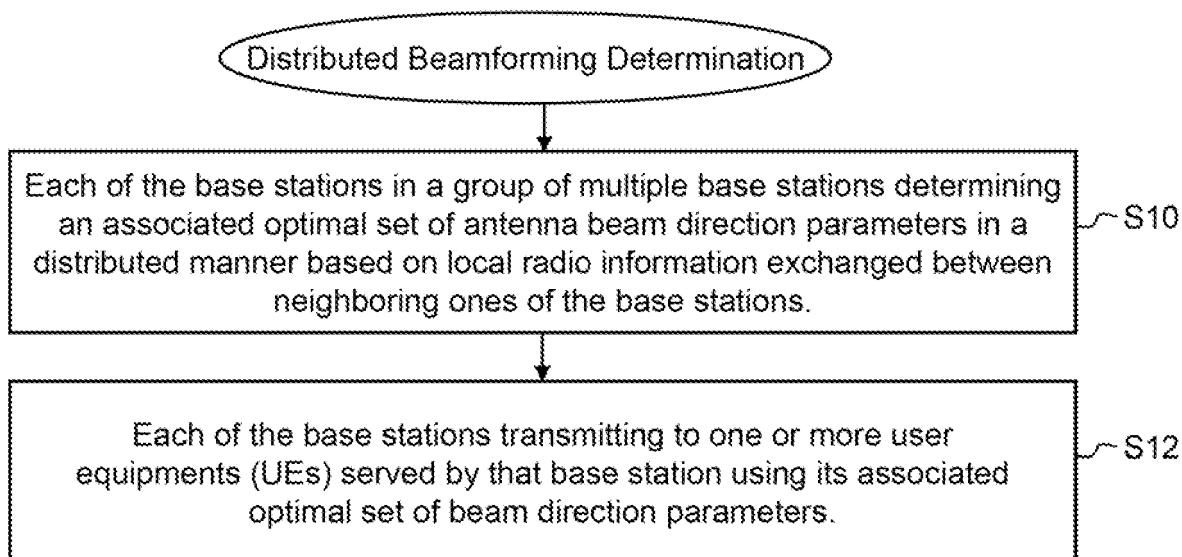 Distributed Beamforming Determination
Each of the base stations in a group of multiple base stations determining
an associated optimal set of antenna beam direction parameters in a
distributed manner based on local radio information exchanged between
neighboring ones of the base stations.
S10
Each of the base stations transmitting to one or more user
equipments (UEs) served by that base station using its associated
optimal set of beam direction parameters.
S12